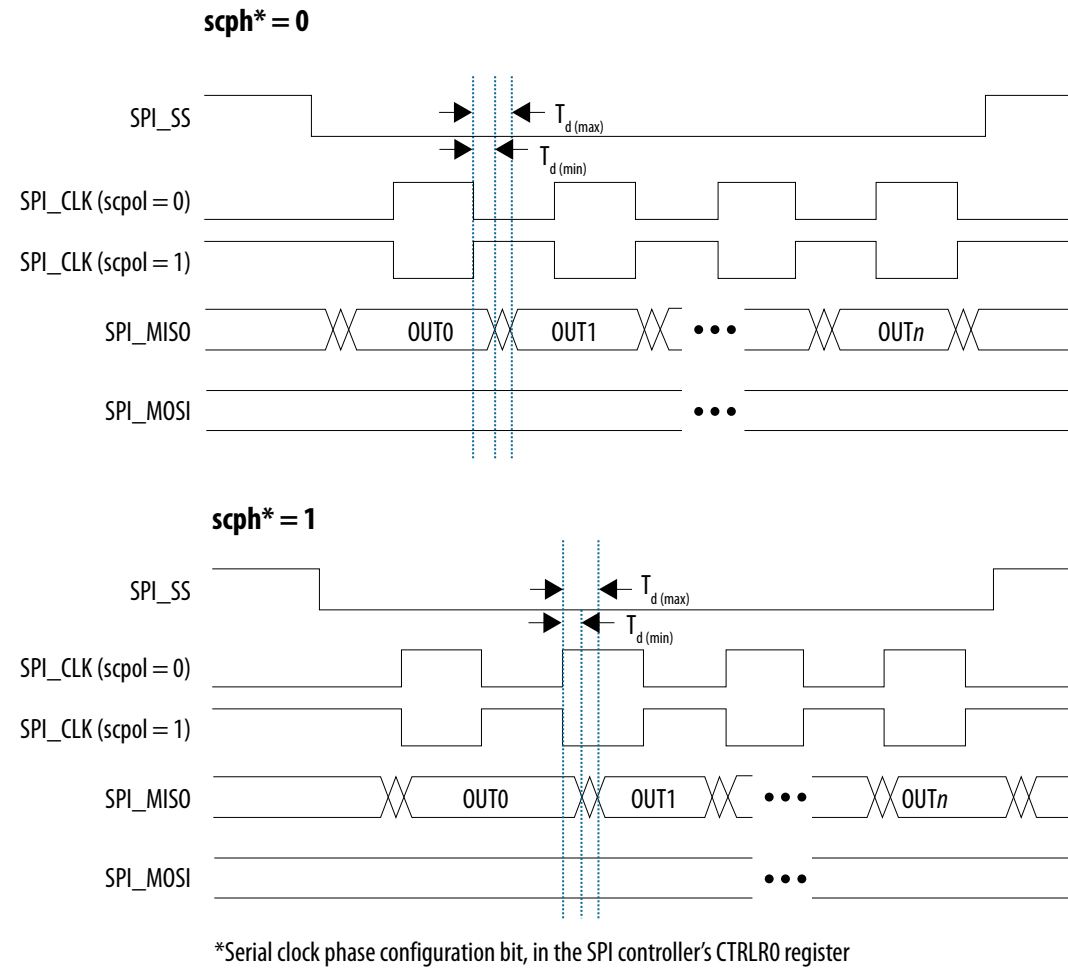 scph* = 0
SPI_SS
T d (max)
T d (min)
SPI_CLK (scpol = 0)
SPI_CLK (scpol = 1)
SPI_MISO OUT0 OUT1 ••• OUTn
SPI_MOSI •••
scph* = 1
SPI_SS
T d (max)
T d (min)
SPI_CLK (scpol = 0)
SPI_CLK (scpol = 1)
SPI_MISO OUT0 OUT1 ••• OUTn
SPI_MOSI •••
*Serial clock phase configuration bit, in the SPI controller’s CTRLR0 register